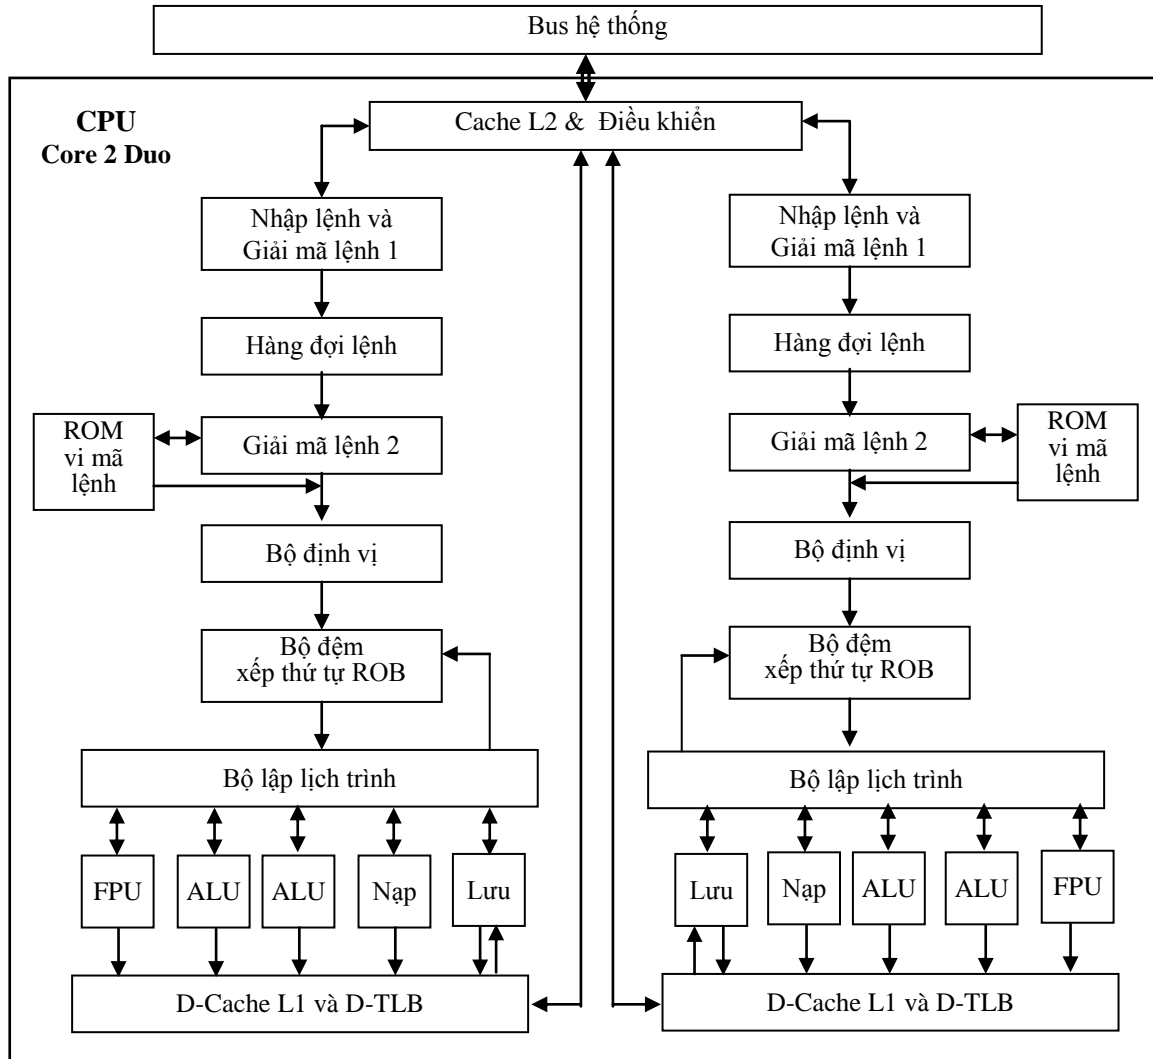 Bus hệ thống
CPU
Core 2 Duo
Cache L2 & Điều khiển
Nhập lệnh và
Giải mã lệnh 1
Hàng đợi lệnh
ROM
vi mã
lệnh
Giải mã lệnh 2
Bộ định vị
Bộ đệm
xếp thứ tự ROB
Bộ lập lịch trình
FPU
ALU
ALU
Nạp
Lưu
D-Cache L1 và D-TLB
Nhập lệnh và
Giải mã lệnh 1
Hàng đợi lệnh
Giải mã lệnh 2
ROM
vi mã
lệnh
Bộ định vị
Bộ đệm
xếp thứ tự ROB
Bộ lập lịch trình
Lưu
Nạp
ALU
ALU
FPU
D-Cache L1 và D-TLB